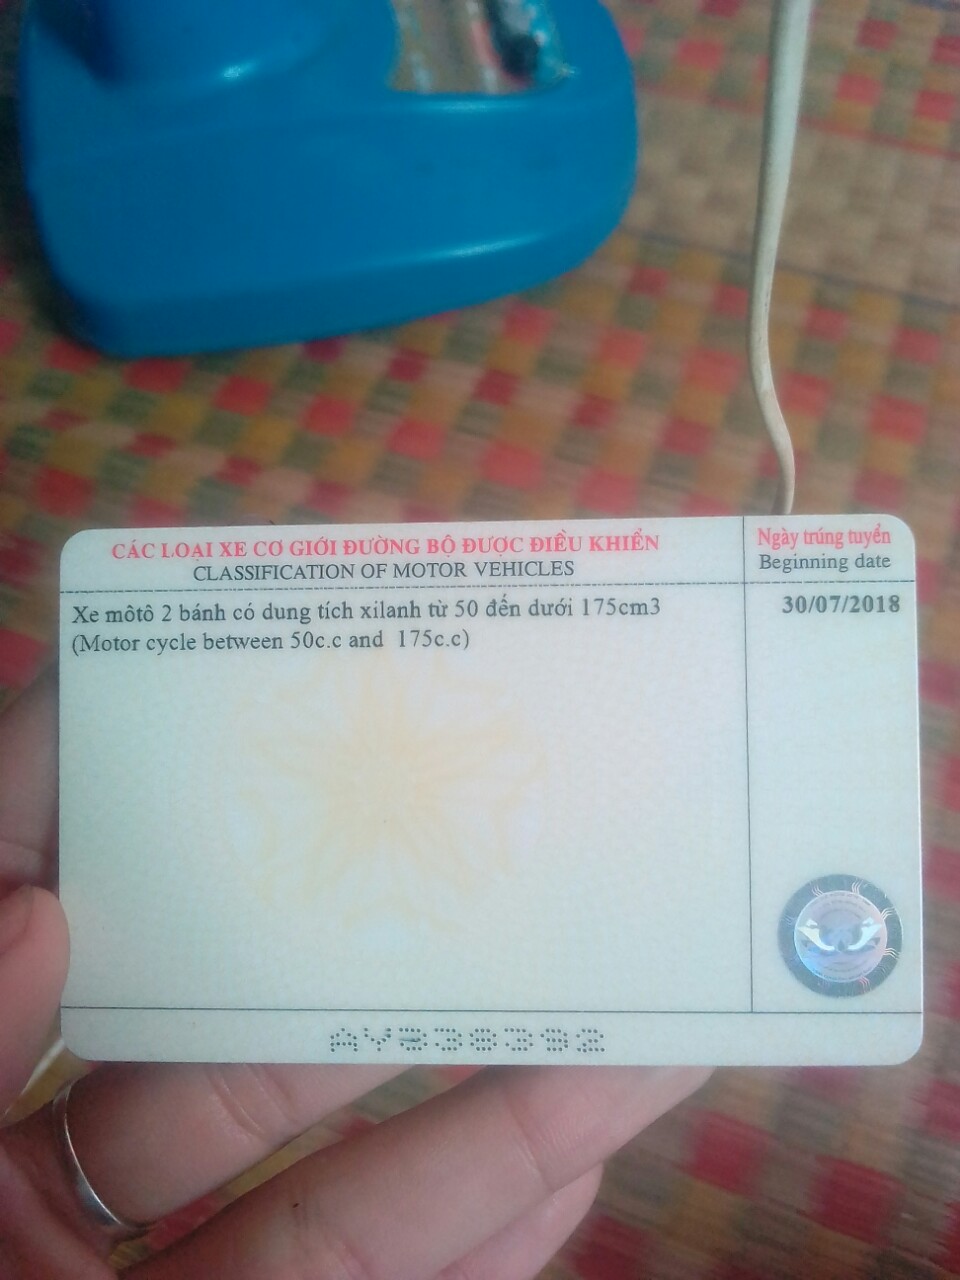 CÁC LOẠI XE CƠ GIỚI ĐƯỜNG BỘ ĐƯỢC ĐIỀU KHIỂN
CLASSIFICATION OF MOTOR VEHICLES
Ngày trúng tuyển
Beginning date
Xe môtô 2 bánh có dung tích xilanh từ 50 đến dưới 175cm3
(Motor cycle between 50c.c and 175c.c)
30/07/2018